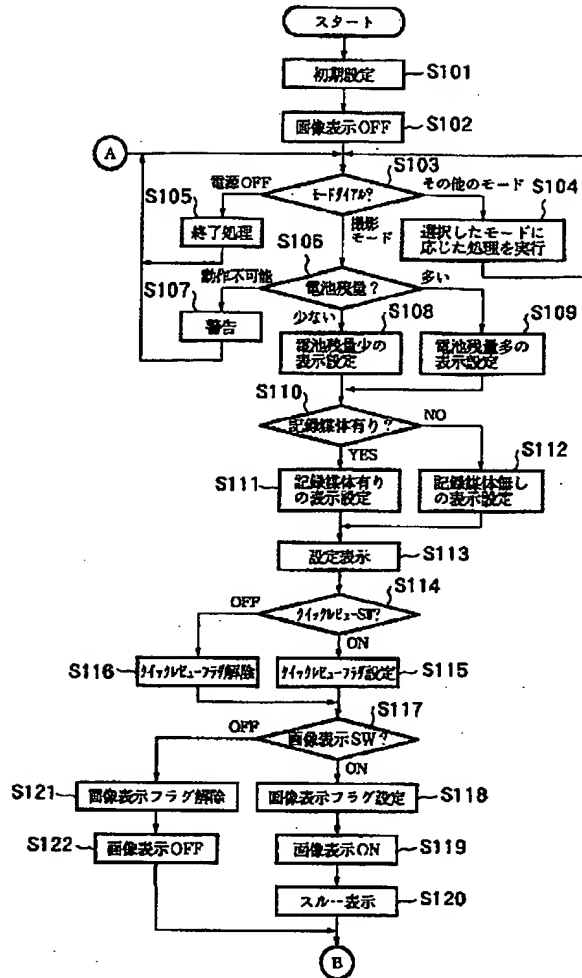 スタート
初期設定
S101
画像表示OFF
S102
A
S103
モードダイアル?
電源OFF
その他のモード
S104
S105
終了処理
撮影
モード
選択したモードに
応じた処理を実行
S106
電池残量?
動作不可能
多い
S107
警告
少ない
S108
S109
電池残量少の
表示設定
電池残量多の
表示設定
S110
記録媒体有り?
NO
YES
S112
S111
記録媒体有り
の表示設定
記録媒体無し
の表示設定
設定表示
S113
S114
クイックレビューSW?
OFF
ON
S116
クイックレビューフラグ解除
クイックレビューフラグ設定
S115
S117
画像表示SW?
OFF
ON
S121
画像表示フラグ解除
画像表示フラグ設定
S118
S122
画像表示OFF
画像表示ON
S119
スルー表示
S120
B